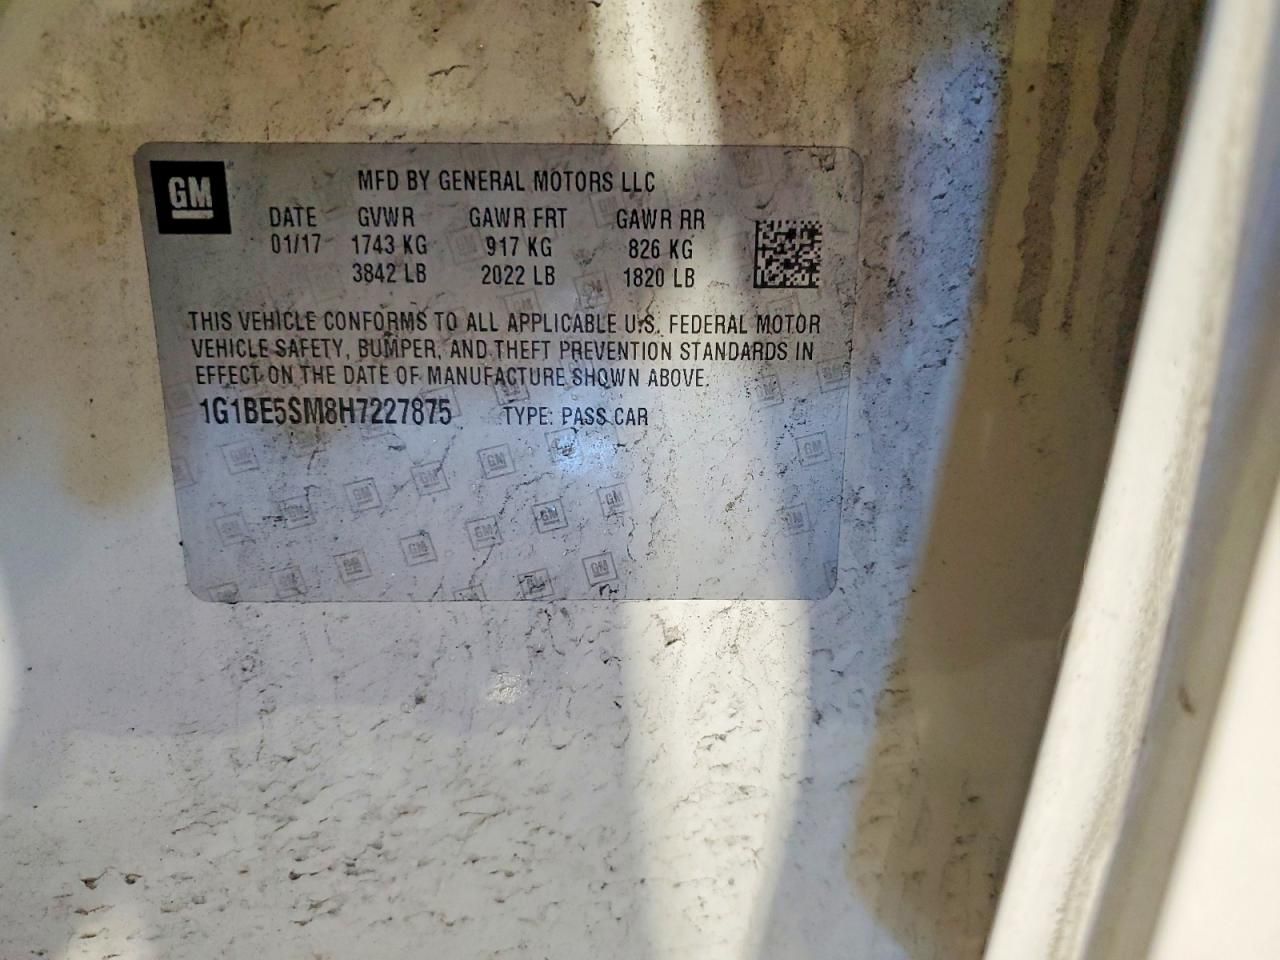 GM
MFD BY GENERAL MOTORS LLC
DATE GVWR GAWR FRT GAWR RR
01/17 1743 KG 917 KG 826 KG
3842 LB 2022 LB 1820 LB
THIS VEHICLE CONFORMS TO ALL APPLICABLE U.S. FEDERAL MOTOR
VEHICLE SAFETY, BUMPER, AND THEFT PREVENTION STANDARDS IN
EFFECT ON THE DATE OF MANUFACTURE SHOWN ABOVE.
1G1BE5SM8H7227875 TYPE: PASS CAR